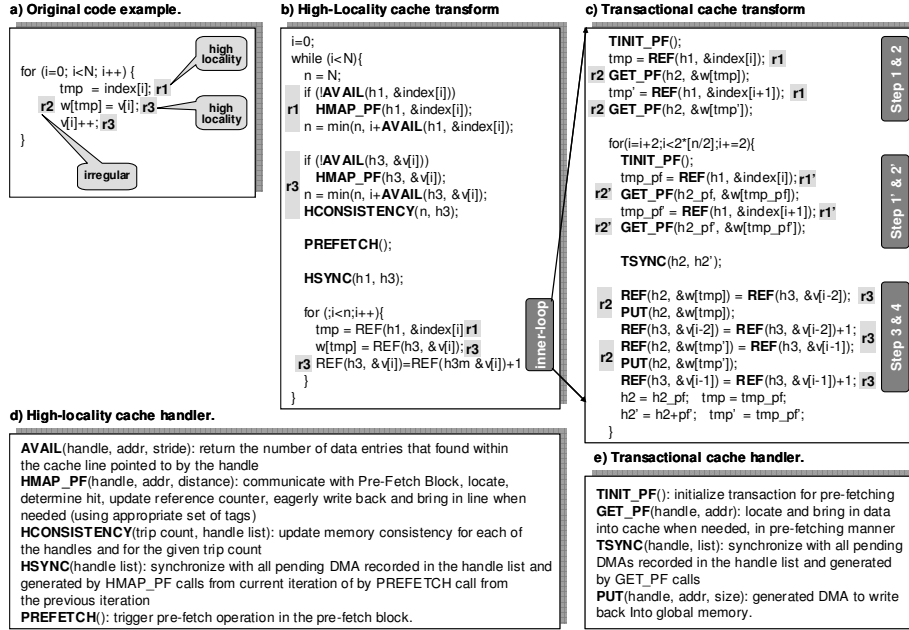 a) Original code example.
for (i=0; i<N; i++) {
tmp = index[i]; r1
r2 w[tmp] = v[i]; r3
v[i]++; r3
}
high
locality
high
locality
irregular
b) High-Locality cache transform
i=0;
while (i<N){
n = N;
if (!AVAIL(h1, &index[i]))
r1 HMAP_PF(h1, &index[i]);
n = min(n, i+AVAIL(h1, &index[i]);
if (!AVAIL(h3, &v[i]))
r3 HMAP_PF(h3, &v[i]);
n = min(n, i+AVAIL(h3, &v[i]);
HCONSISTENCY(n, h3);
PREFETCH();
HSYNC(h1, h3);
for (;i<n;i++){
tmp = REF(h1, &index[i] r1
w[tmp] = REF(h3, &v[i]); r3
r3 REF(h3, &v[i])=REF(h3m &v[i])+1
}
}
inner-loop
c) Transactional cache transform
TINIT_PF();
tmp = REF(h1, &index[i]; r1
r2 GET_PF(h2, &w[tmp]);
tmp' = REF(h1, &index[i+1]); r1
r2 GET_PF(h2, &w[tmp']);
for(i=i+2;i<2*[n/2];i+=2){
TINIT_PF();
tmp_pf = REF(h1, &index[i]; r1'
r2' GET_PF(h2_pf, &w[tmp_pf]);
tmp_pf' = REF(h1, &index[i+1]; r1'
r2' GET_PF(h2_pf', &w[tmp_pf']);
TSYNC(h2, h2');
r2 REF(h2, &w[tmp]) = REF(h3, &v[i-2]); r3
PUT(h2, &w[tmp]);
REF(h3, &v[i-2]) = REF(h3, &v[i-2])+1; r3
r2 REF(h2, &w[tmp']) = REF(h3, &v[i-1]);
PUT(h2, &w[tmp']);
REF(h3, &v[i-1]) = REF(h3, &v[i-1])+1; r3
h2 = h2_pf; tmp = tmp_pf;
h2' = h2+pf'; tmp' = tmp_pf';
}
Step 1 & 2
Step 1' & 2'
Step 3 & 4
d) High-locality cache handler.
AVAIL(handle, addr, stride): return the number of data entries that found within
the cache line pointed to by the handle
HMAP_PF(handle, addr, distance): communicate with Pre-Fetch Block, locate,
determine hit, update reference counter, eagerly write back and bring in line when
needed (using appropriate set of tags)
HCONSISTENCY(trip count, handle list): update memory consistency for each of
the handles and for the given trip count
HSYNC(handle list): synchronize with all pending DMA recorded in the handle list and
generated by HMAP_PF calls from current iteration of by PREFETCH call from
the previous iteration
PREFETCH(): trigger pre-fetch operation in the pre-fetch block.
e) Transactional cache handler.
TINIT_PF(): initialize transaction for pre-fetching
GET_PF(handle, addr): locate and bring in data
into cache when needed, in pre-fetching manner
TSYNC(handle, list): synchronize with all pending
DMAs recorded in the handle list and generated
by GET_PF calls
PUT(handle, addr, size): generated DMA to write
back Into global memory.